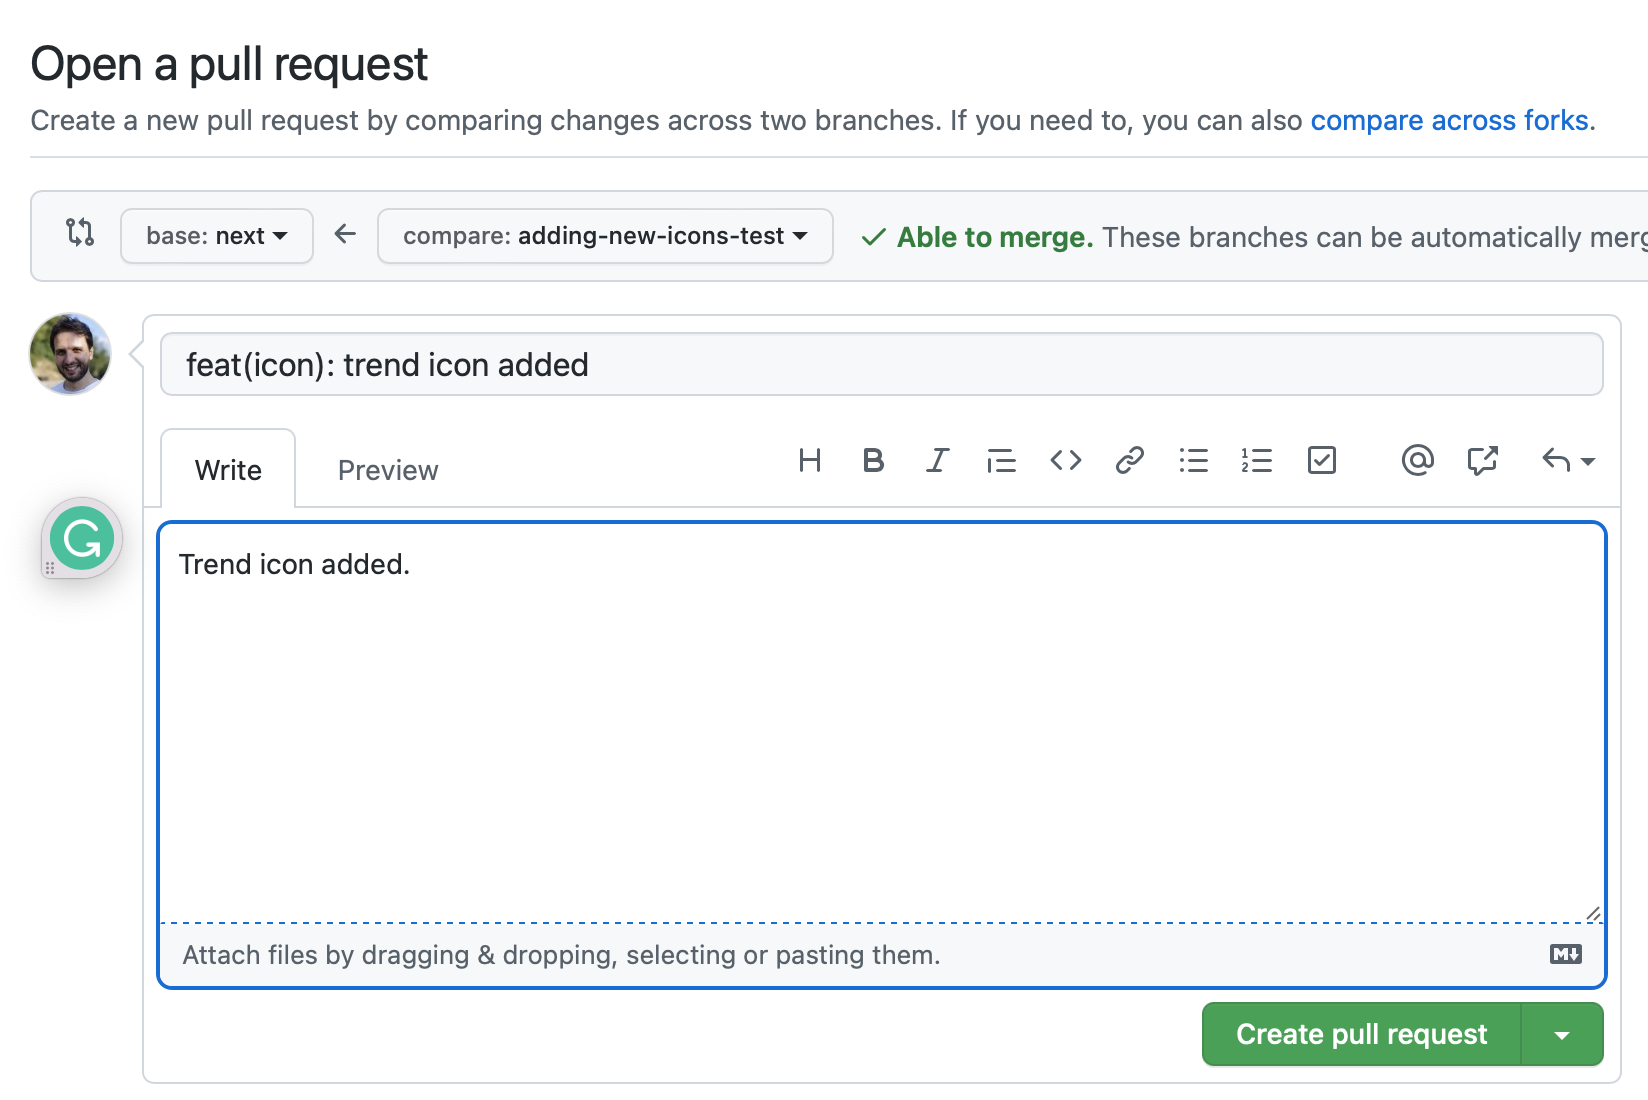 Open a pull request
Create a new pull request by comparing changes across two branches. If you need to, you can also compare across forks.
base: next compare: adding-new-icons-test Able to merge. These branches can be automatically
feat(icon): trend icon added
Write Preview
Trend icon added.
Attach files by dragging & dropping, selecting or pasting them.
Create pull request